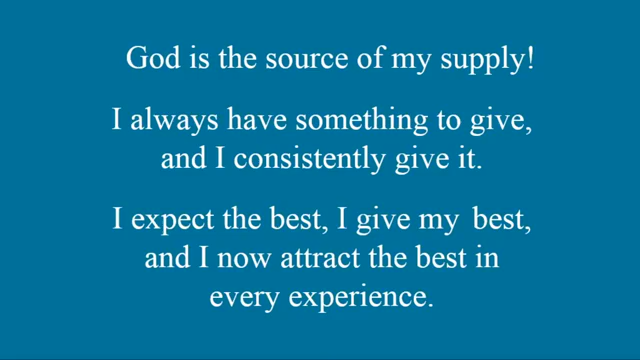 God is the source of my supply!
I always have something to give,
and I consistently give it.
I expect the best, I give my best,
and I now attract the best in
every experience.